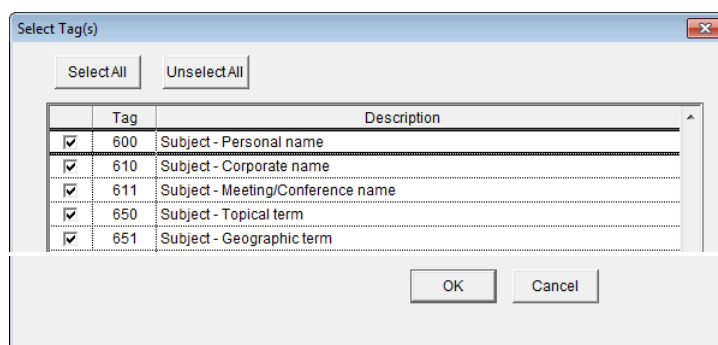 Select Tag(s)
Select All Unselect All
Tag Description
600 Subject - Personal name
610 Subject - Corporate name
611 Subject - Meeting/Conference name
650 Subject - Topical term
651 Subject - Geographic term
OK Cancel